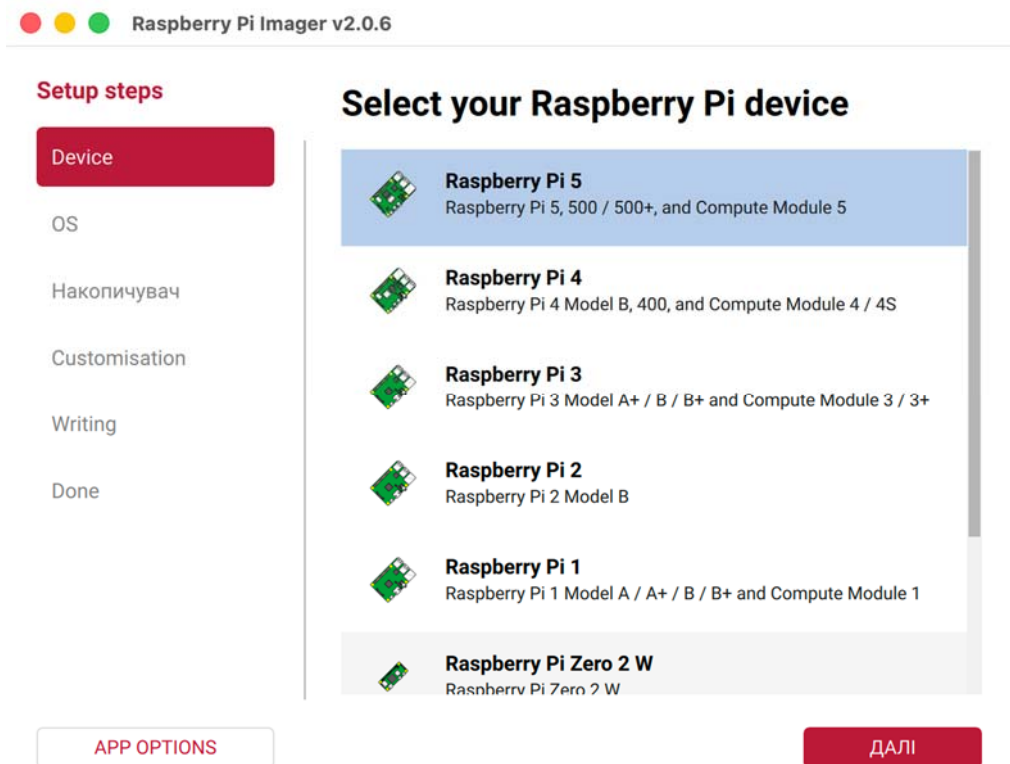 Raspberry Pi Imager v2.0.6
Setup steps
Device
OS
Накопичувач
Customisation
Writing
Done
APP OPTIONS
Select your Raspberry Pi device
Raspberry Pi 5
Raspberry Pi 5, 500 / 500+, and Compute Module 5
Raspberry Pi 4
Raspberry Pi 4 Model B, 400, and Compute Module 4 / 4S
Raspberry Pi 3
Raspberry Pi 3 Model A+ / B / B+ and Compute Module 3 / 3+
Raspberry Pi 2
Raspberry Pi 2 Model B
Raspberry Pi 1
Raspberry Pi 1 Model A / A+ / B / B+ and Compute Module 1
Raspberry Pi Zero 2 W
Raspberry Pi Zero 2 W
ДАЛІ